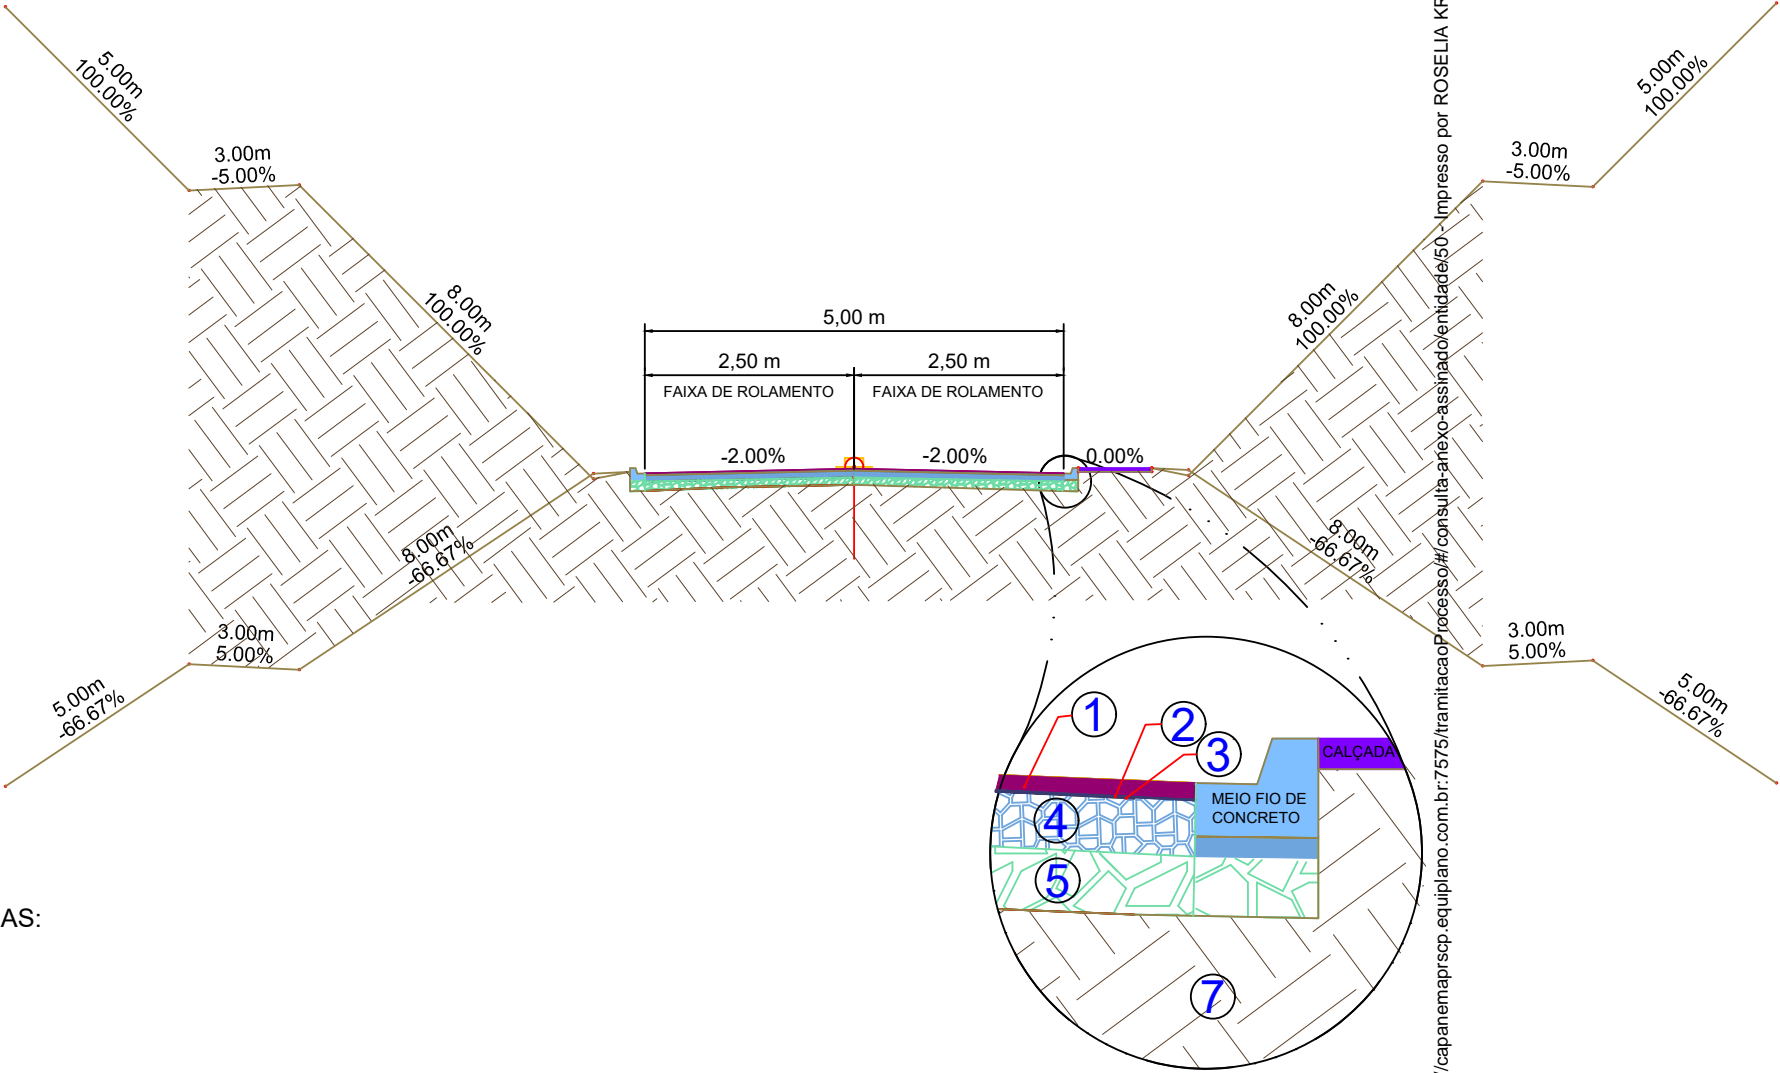 5.00m
100.00%
3.00m
-5.00%
8.00m
100.00%
5,00 m
2,50 m
2,50 m
FAIXA DE ROLAMENTO
FAIXA DE ROLAMENTO
-2.00%
-2.00%
0.00%
8.00m
100.00%
3.00m
-5.00%
5.00m
100.00%
8.00m
-66.67%
3.00m
5.00%
5.00m
-66.67%
8.00m
-66.67%
3.00m
5.00%
5.00m
-66.67%
1
2
3
CALÇADA
MEIO FIO DE
CONCRETO
4
5
7
AS:
/capanemaprscp.equiplano.com.br:7575/tramitacaoProcesso/#/consulta-anexo-assinado/entidade/50 - Impresso por ROSELIA KR